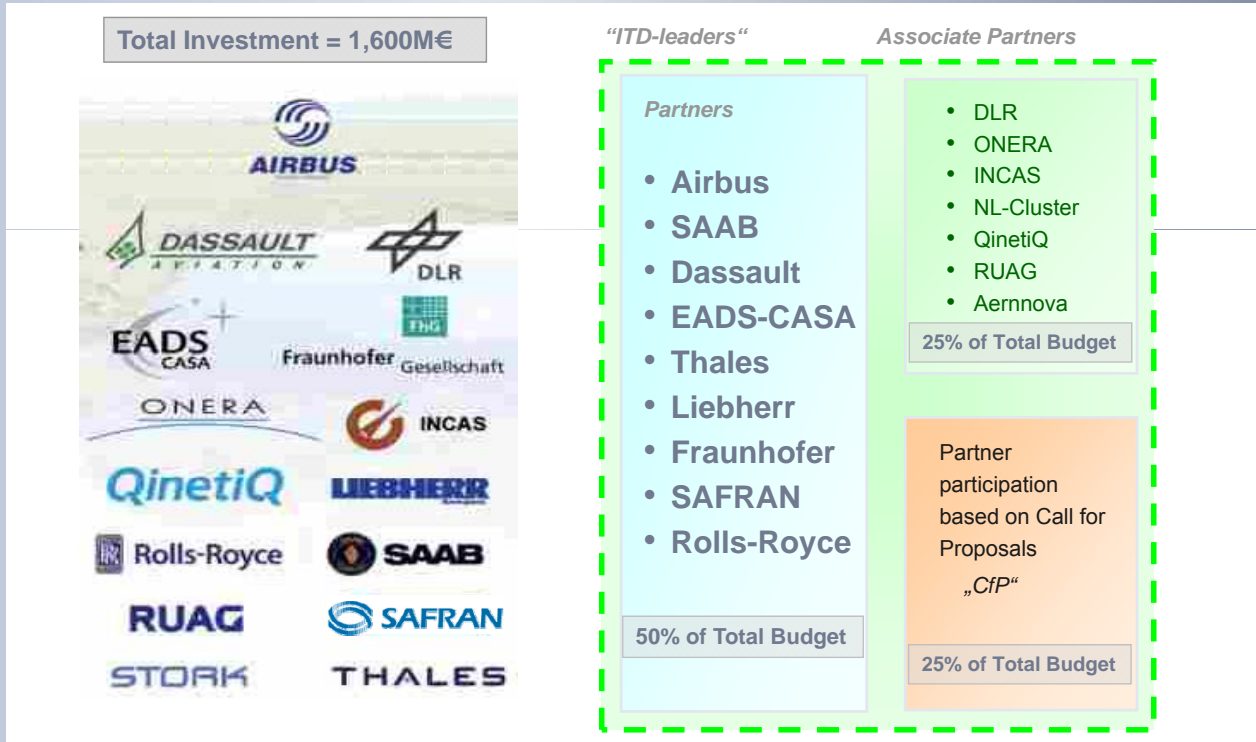 Total Investment = 1,600M€
AIRBUS
DASSAULT
AVIATION
DLR
EADS
CASA
FhG
Fraunhofer Gesellschaft
ONERA
INCAS
QinetiQ
LIEBHERR
Rolls-Royce
SAAB
RUAG
SAFRAN
STORK
THALES
"ITD-leaders“
Associate Partners
Partners
• Airbus
• SAAB
• Dassault
• EADS-CASA
• Thales
• Liebherr
• Fraunhofer
• SAFRAN
• Rolls-Royce
50% of Total Budget
• DLR
• ONERA
• INCAS
• NL-Cluster
• QinetiQ
• RUAG
• Aernnova
25% of Total Budget
Partner
participation
based on Call for
Proposals
„CfP“
25% of Total Budget